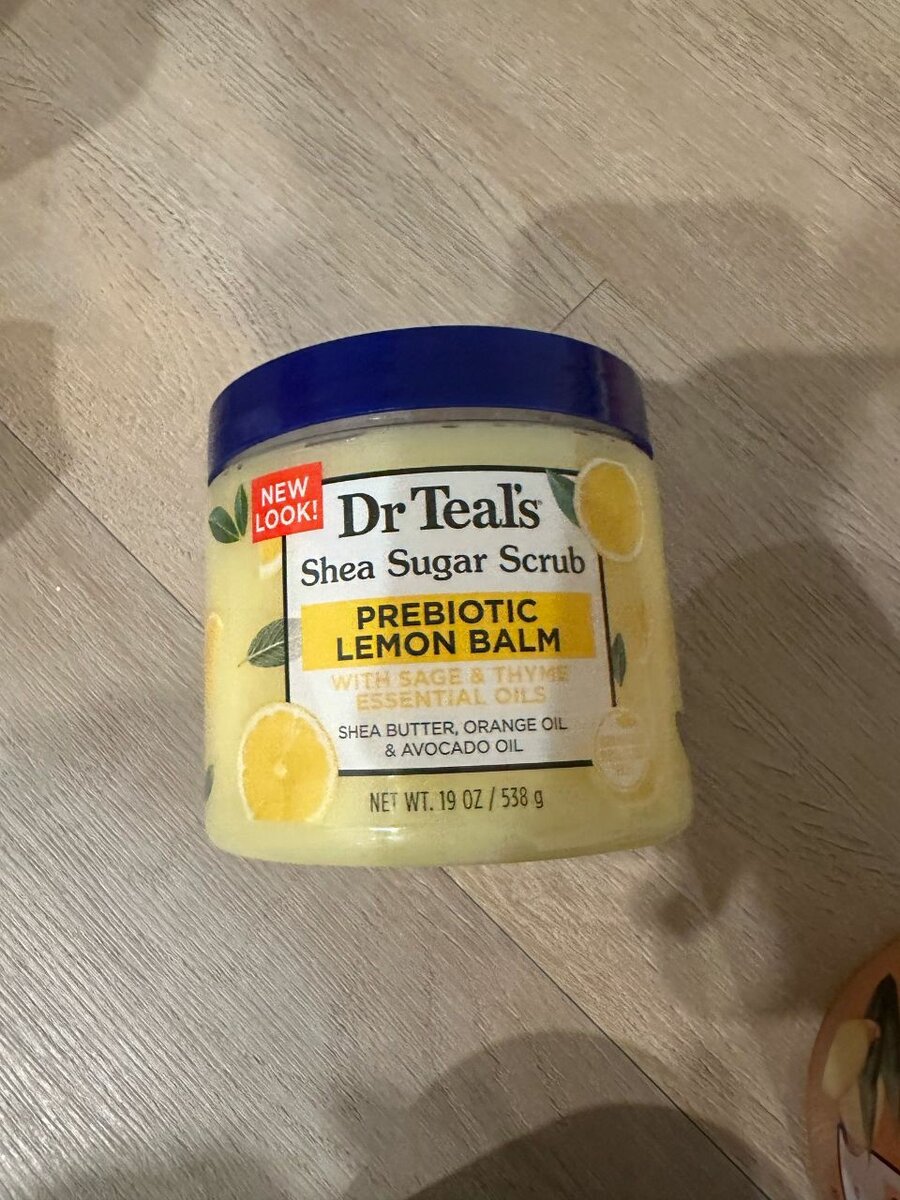 NEW
LOOK!
Dr Teal's
Shea Sugar Scrub
PREBIOTIC
LEMON BALM
WITH SAGE & THYME
ESSENTIAL OILS
SHEA BUTTER, ORANGE OIL
& AVOCADO OIL
NET WT. 19 OZ / 538 g